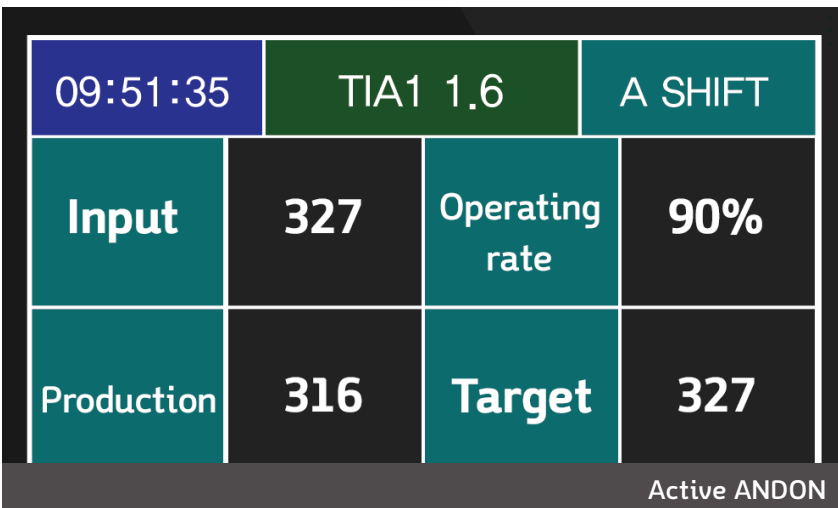 09:51:35 TIA1 1.6 A SHIFT
Input 327 Operating rate 90%
Production 316 Target 327
Active ANDON